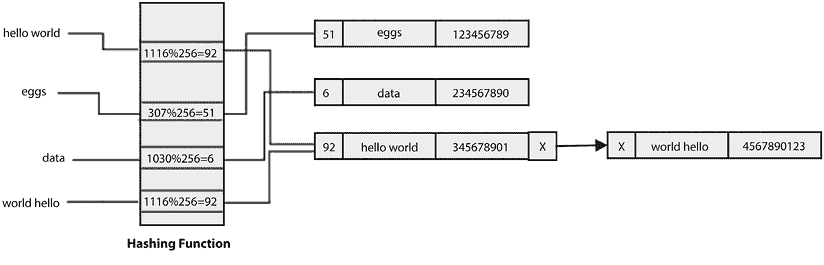 hello world
1116%256=92
51 eggs 123456789
eggs
307%256=51
6 data 234567890
data
1030%256=6
92 hello world 345678901 X
X world hello 4567890123
world hello
1116%256=92
Hashing Function